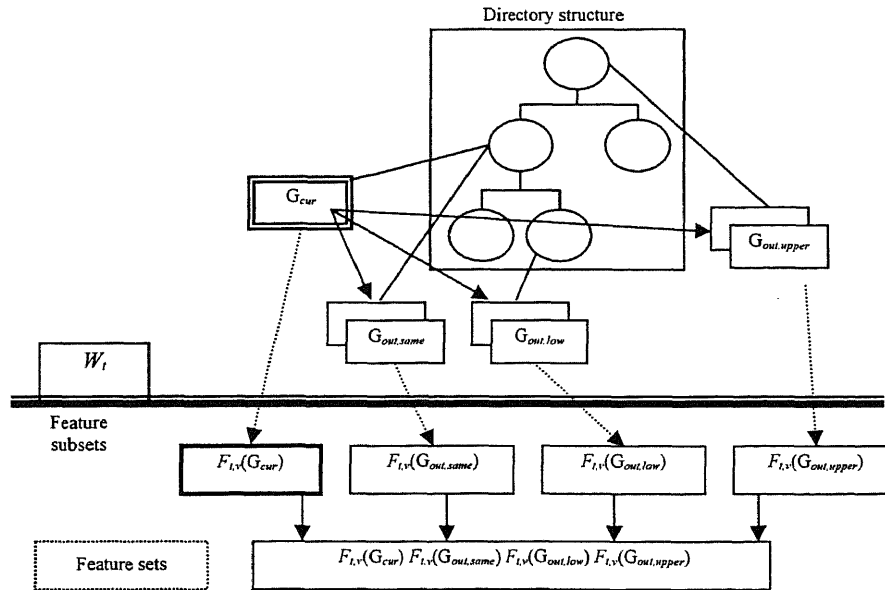 Directory structure
G_cur
G_out,upper
G_out,same
G_out,low
W_t
Feature
subsets
F_t,v(G_cur)
F_t,v(G_out,same)
F_t,v(G_out,low)
F_t,v(G_out,upper)
Feature sets
F_t,v(G_cur) F_t,v(G_out,same) F_t,v(G_out,low) F_t,v(G_out,upper)